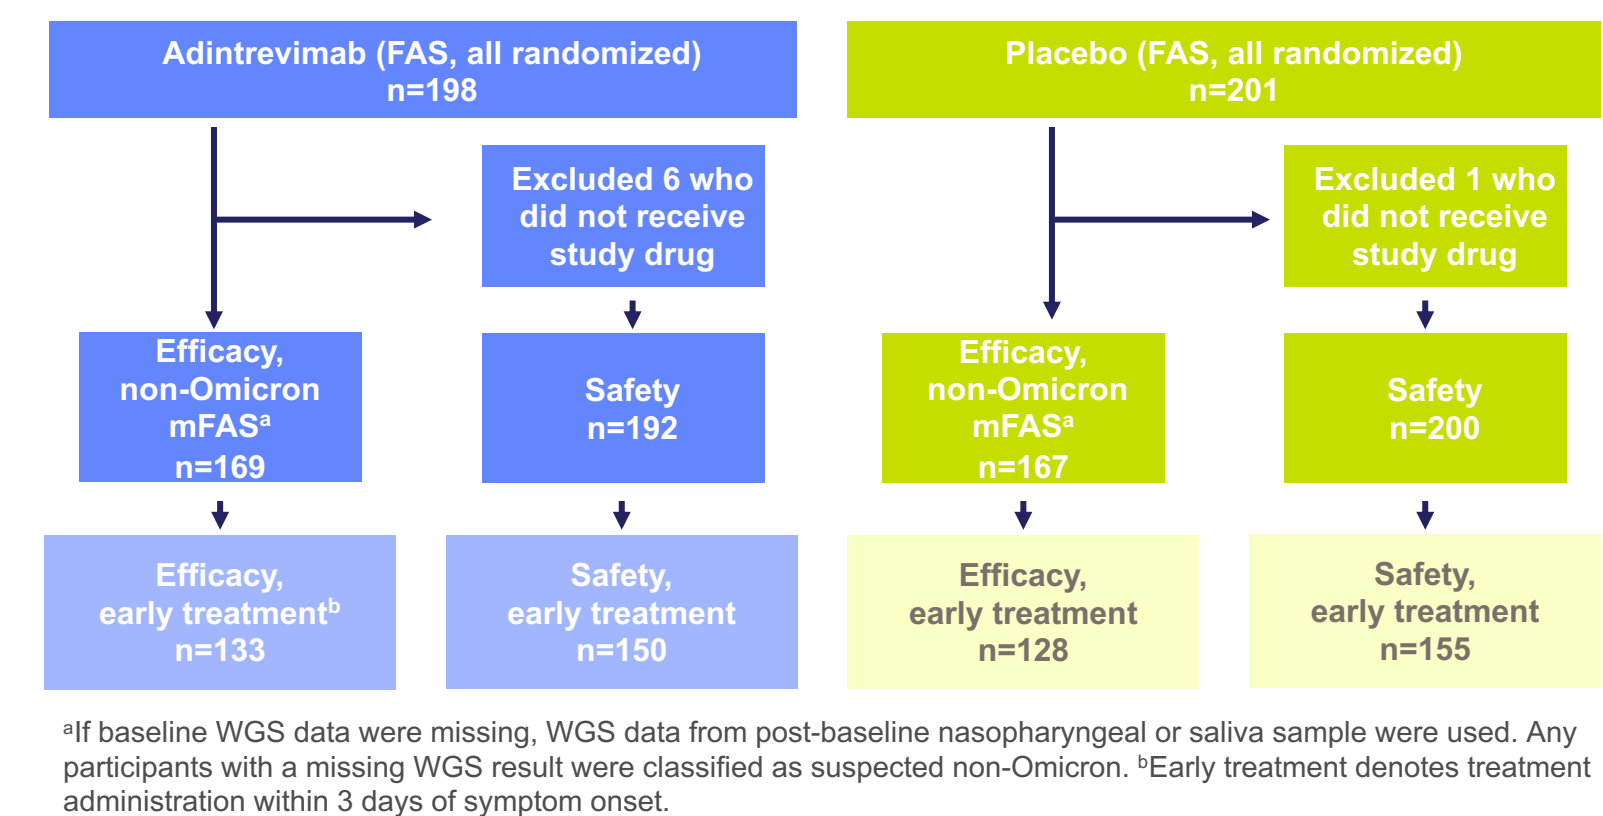 Adintrevimab (FAS, all randomized)
n=198
Placebo (FAS, all randomized)
n=201
Excluded 6 who
did not receive
study drug
Excluded 1 who
did not receive
study drug
Efficacy,
non-Omicron
mFASᵃ
n=169
Safety
n=192
Efficacy,
non-Omicron
mFASᵃ
n=167
Safety
n=200
Efficacy,
early treatmentᵇ
n=133
Safety,
early treatment
n=150
Efficacy,
early treatment
n=128
Safety,
early treatment
n=155
ᵃIf baseline WGS data were missing, WGS data from post-baseline nasopharyngeal or saliva sample were used. Any
participants with a missing WGS result were classified as suspected non-Omicron. ᵇEarly treatment denotes treatment
administration within 3 days of symptom onset.